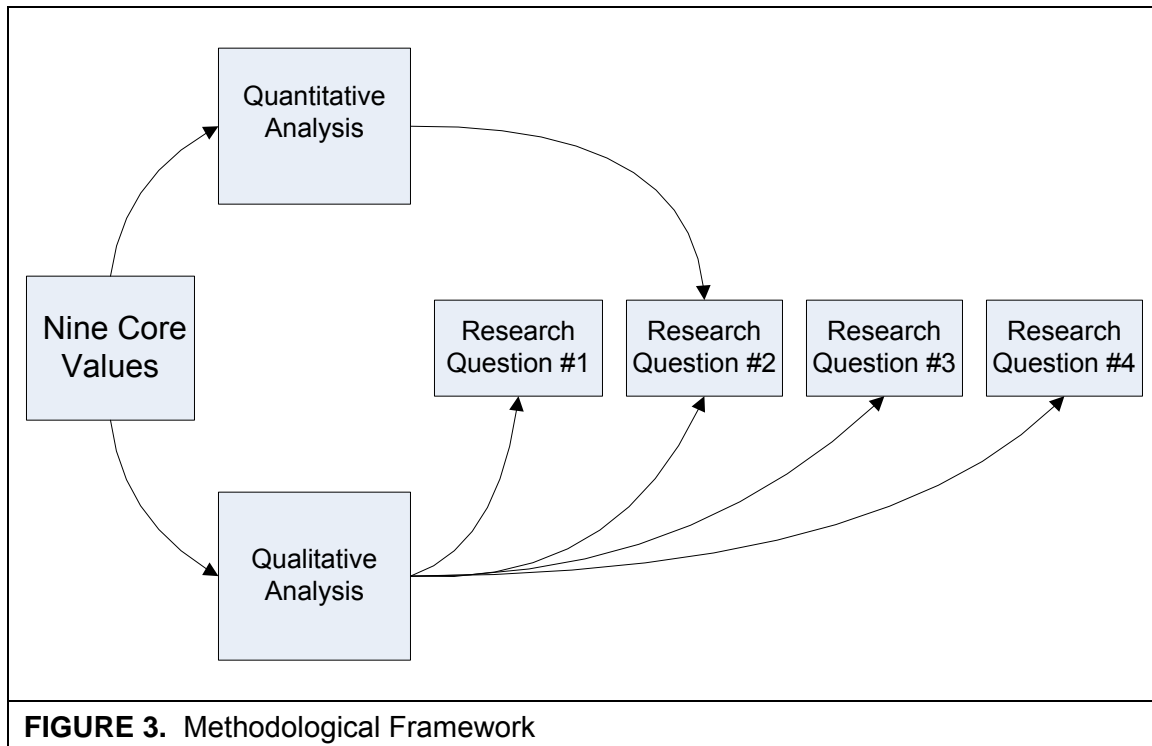 Quantitative
Analysis
Nine Core
Values
Research
Question #1
Research
Question #2
Research
Question #3
Research
Question #4
Qualitative
Analysis
FIGURE 3. Methodological Framework